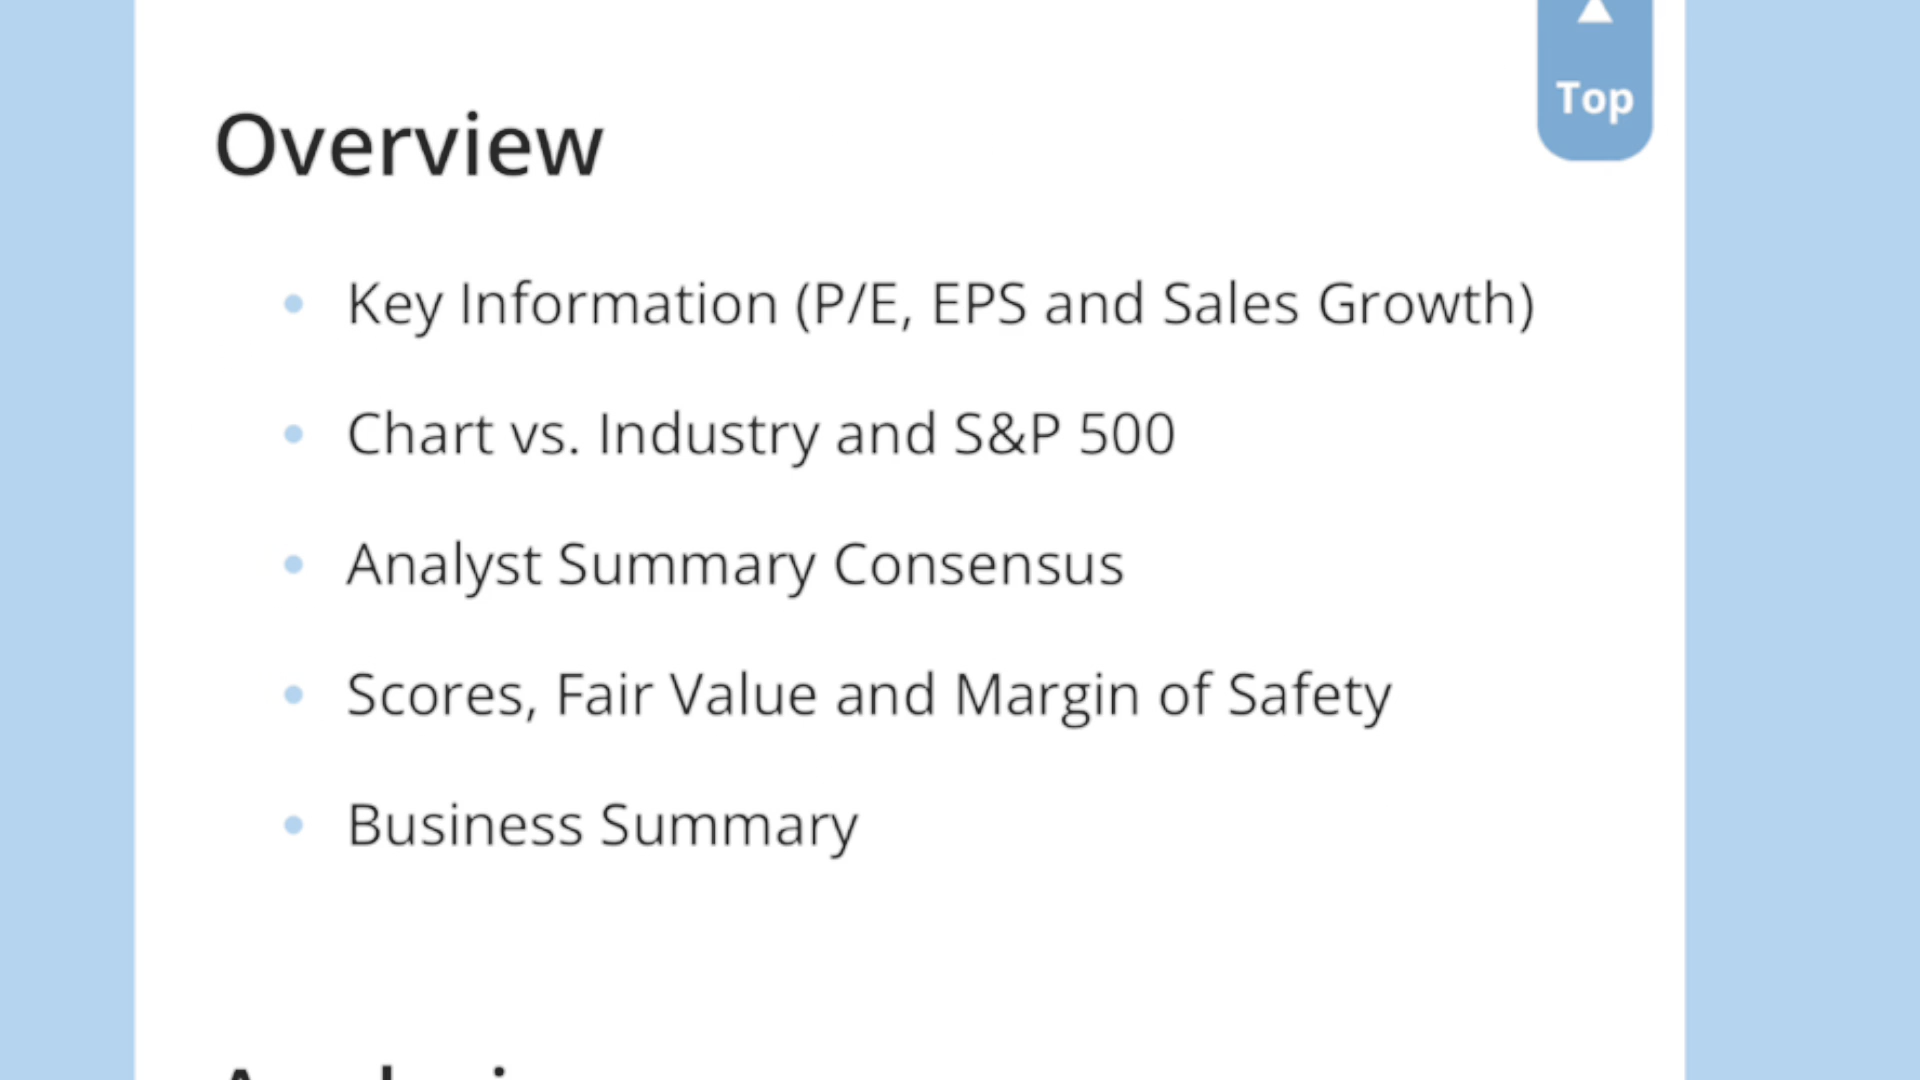 Top
Overview
Key Information (P/E, EPS and Sales Growth)
Chart vs. Industry and S&P 500
Analyst Summary Consensus
Scores, Fair Value and Margin of Safety
Business Summary